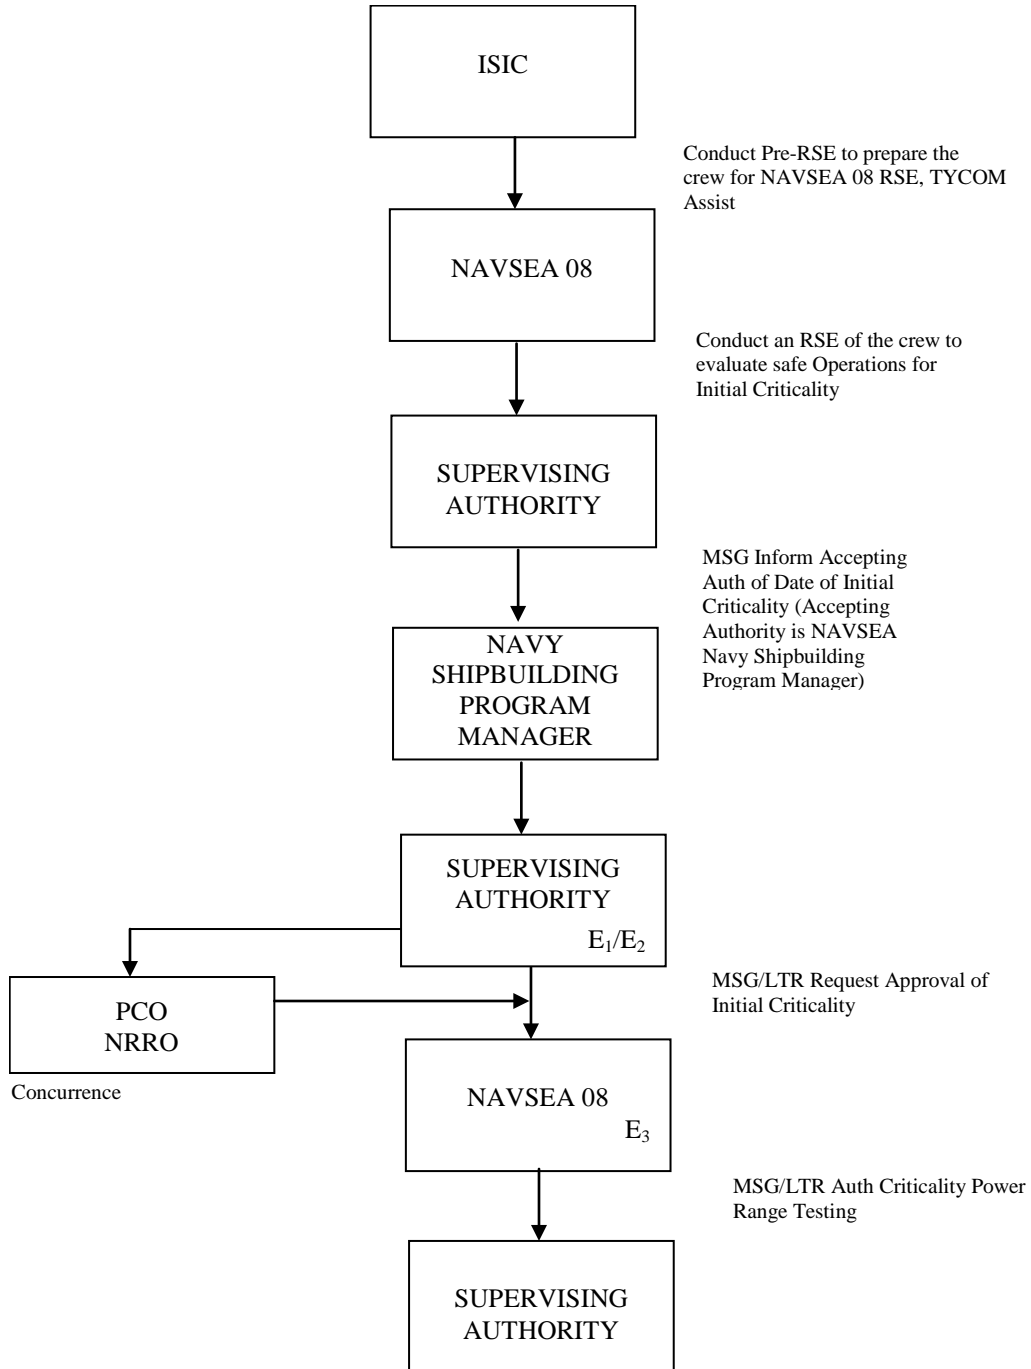 ISIC
Conduct Pre-RSE to prepare the
crew for NAVSEA 08 RSE, TYCOM
Assist
NAVSEA 08
Conduct an RSE of the crew to
evaluate safe Operations for
Initial Criticality
SUPERVISING
AUTHORITY
MSG Inform Accepting
Auth of Date of Initial
Criticality (Accepting
Authority is NAVSEA
Navy Shipbuilding
Program Manager)
NAVY
SHIPBUILDING
PROGRAM
MANAGER
SUPERVISING
AUTHORITY
E₁/E₂
MSG/LTR Request Approval of
Initial Criticality
PCO
NRRO
Concurrence
NAVSEA 08
E₃
MSG/LTR Auth Criticality Power
Range Testing
SUPERVISING
AUTHORITY